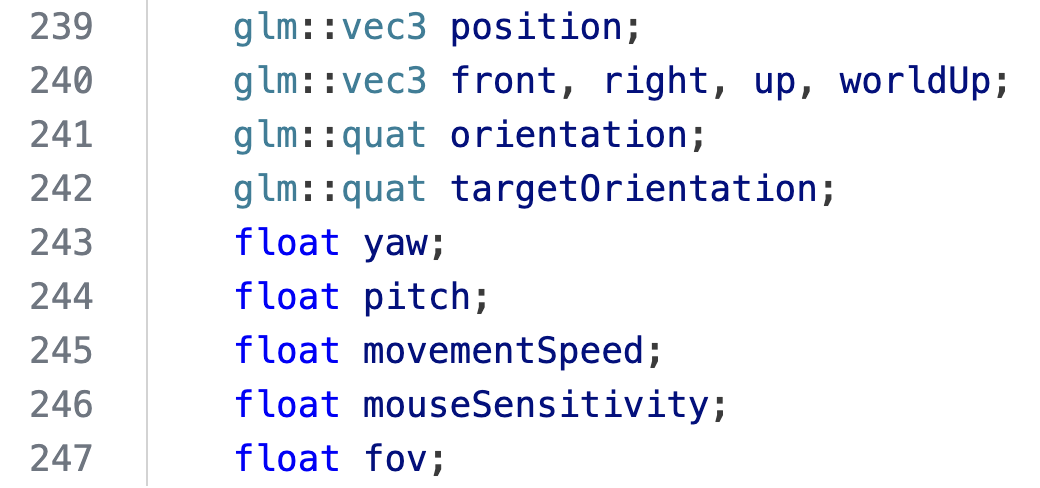 239 glm::vec3 position;
240 glm::vec3 front, right, up, worldUp;
241 glm::quat orientation;
242 glm::quat targetOrientation;
243 float yaw;
244 float pitch;
245 float movementSpeed;
246 float mouseSensitivity;
247 float fov;